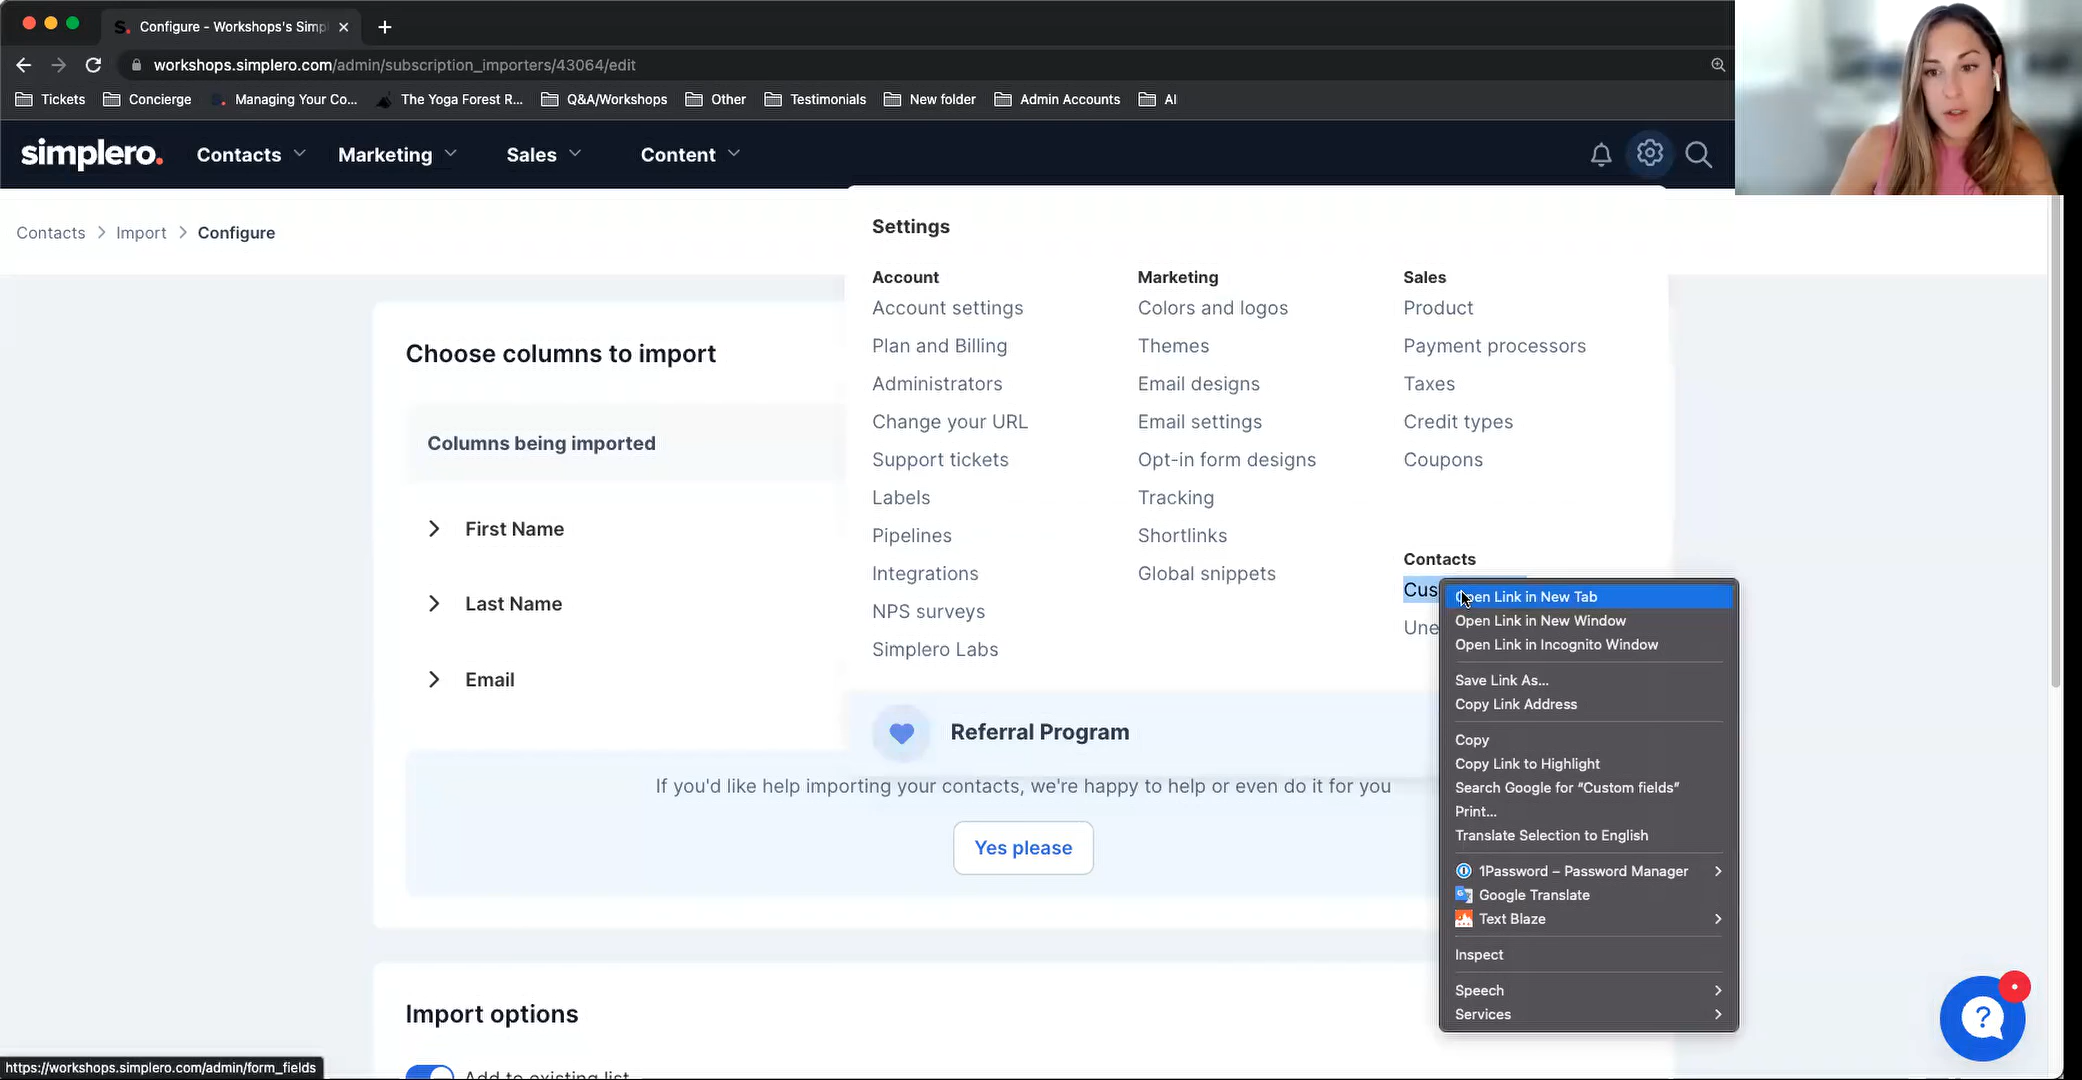 Configure - Workshops's Simpl
workshops.simplero.com/admin/subscription_importers/43064/edit
Tickets
Concierge
Managing Your Co...
The Yoga Forest R...
Q&A/Workshops
Other
Testimonials
New folder
Admin Accounts
AI
simplero.
Contacts
Marketing
Sales
Content
Contacts > Import > Configure
Choose columns to import
Columns being imported
First Name
Last Name
Email
Settings
Account
Account settings
Plan and Billing
Administrators
Change your URL
Support tickets
Labels
Pipelines
Integrations
NPS surveys
Simplero Labs
Marketing
Colors and logos
Themes
Email designs
Email settings
Opt-in form designs
Tracking
Shortlinks
Global snippets
Sales
Product
Payment processors
Taxes
Credit types
Coupons
Contacts
Cus
Une
Referral Program
If you'd like help importing your contacts, we're happy to help or even do it for you
Yes please
Import options
Add to existing list
Open Link in New Tab
Open Link in New Window
Open Link in Incognito Window
Save Link As...
Copy Link Address
Copy
Copy Link to Highlight
Search Google for “Custom fields”
Print...
Translate Selection to English
1Password – Password Manager
Google Translate
Text Blaze
Inspect
Speech
Services
https://workshops.simplero.com/admin/form_fields